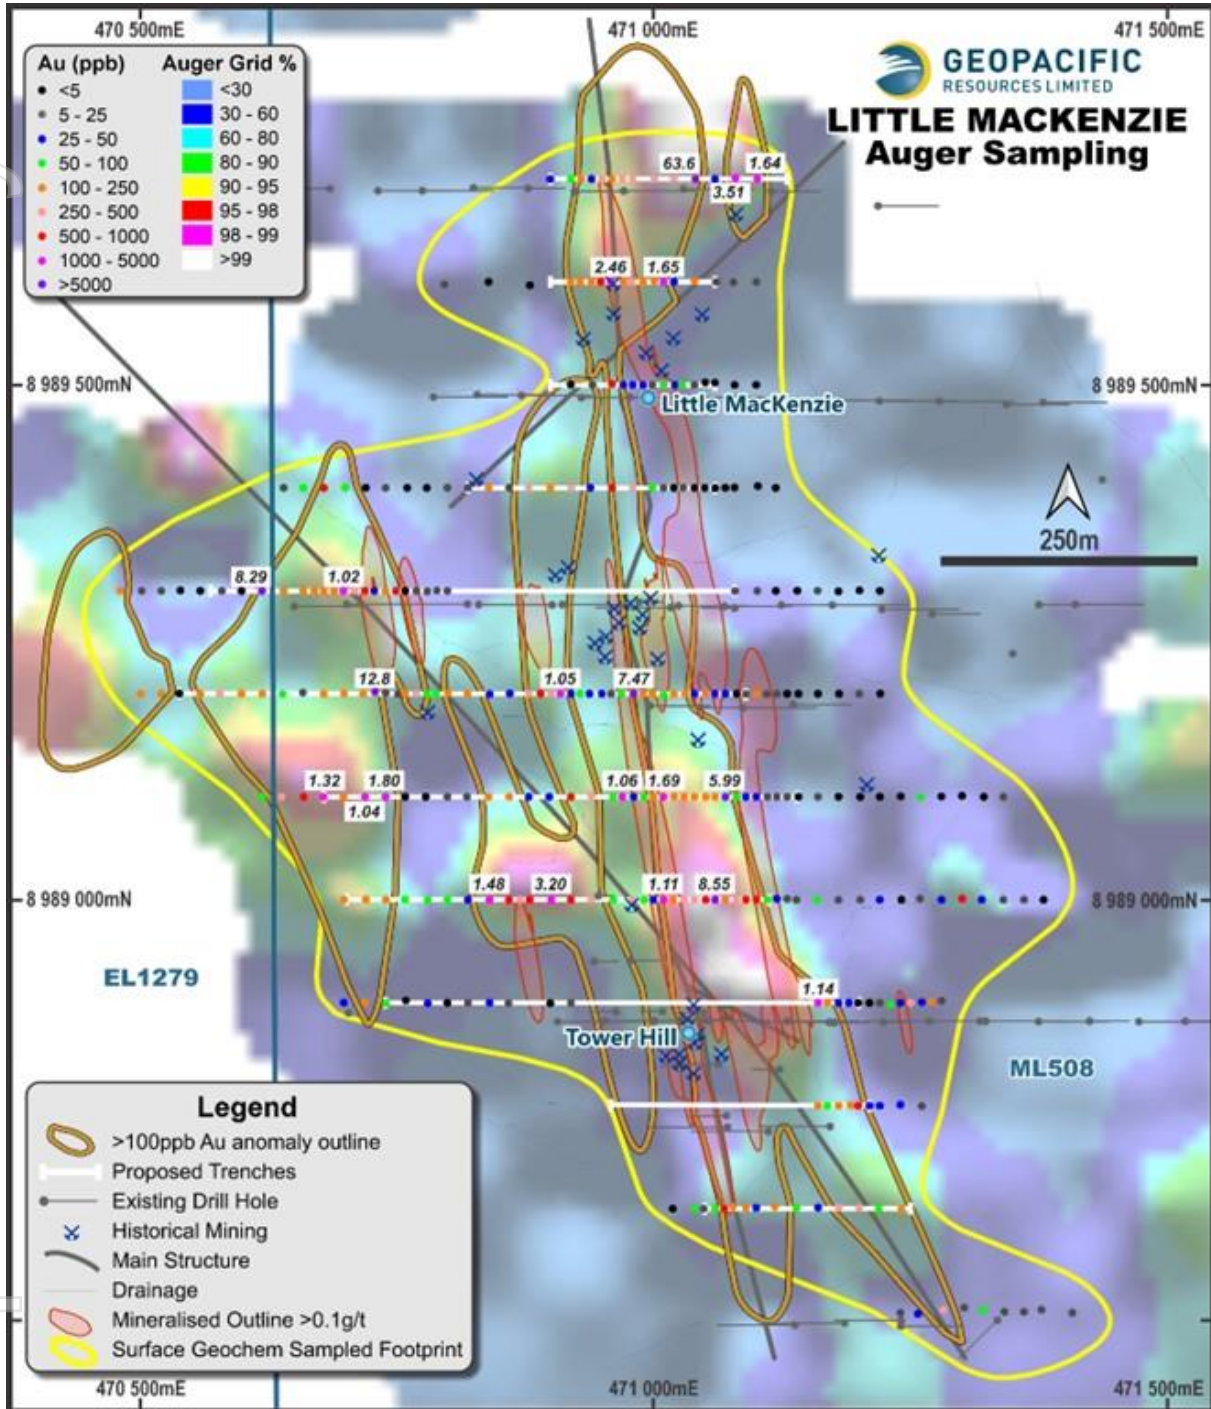 470 500mE
471 000mE
471 500mE
Au (ppb)
Auger Grid %
<5
<30
5 - 25
30 - 60
25 - 50
60 - 80
50 - 100
80 - 90
100 - 250
90 - 95
250 - 500
95 - 98
500 - 1000
98 - 99
1000 - 5000
>99
>5000
GEOPACIFIC
RESOURCES LIMITED
LITTLE MACKENZIE
Auger Sampling
63.6
1.64
3.51
2.46
1.65
8 989 500mN
8 989 500mN
Little MacKenzie
250m
8.29
1.02
12.8
1.05
7.47
1.32
1.80
1.06
1.69
5.99
1.04
1.48
3.20
1.11
8.55
8 989 000mN
8 989 000mN
EL1279
1.14
Tower Hill
ML508
Legend
>100ppb Au anomaly outline
Proposed Trenches
Existing Drill Hole
Historical Mining
Main Structure
Drainage
Mineralised Outline >0.1g/t
Surface Geochem Sampled Footprint
470 500mE
471 000mE
471 500mE